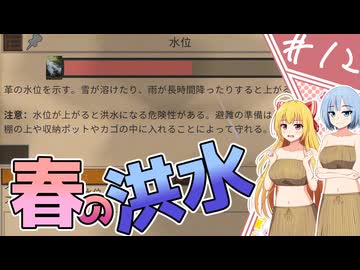 水位
#12
革の水位を示す。雪が溶けたり、雨が長時間降ったりすると上がる
注意：水位が上がると洪水になる危険性がある。避難の準備は
棚の上や収納ポットやカゴの中に入れることによって守れる。
春の洪水